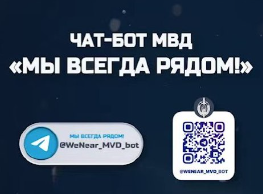 ЧАТ-БОТ МВД
«МЫ ВСЕГДА РЯДОМ!»
МЫ ВСЕГДА РЯДОМ!
@WeNear_MVD_bot
@WENEAR_MVD_BOT